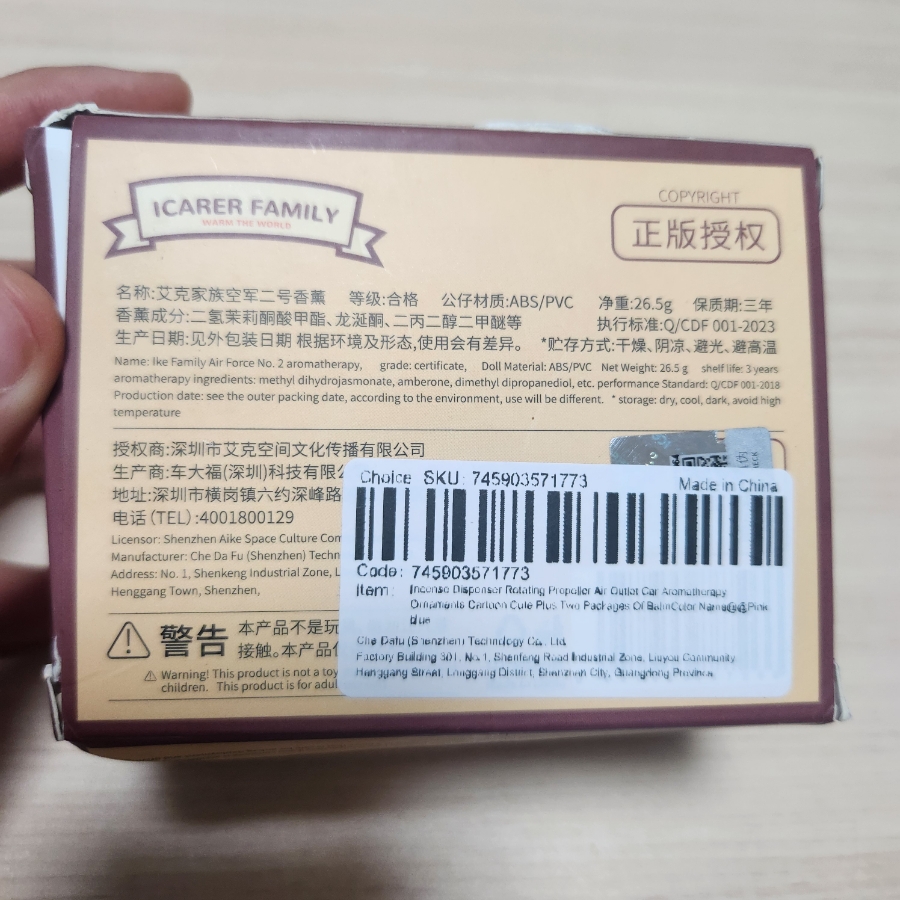 ICARER FAMILY
WARM THE WORLD
COPYRIGHT
正版授权
名称:艾克家族空军二号香薰 等级:合格 公仔材质:ABS/PVC 净重:26.5g 保质期:三年
香薰成分:二氢茉莉酮酸甲酯、龙涎酮、二丙二醇二甲醚等 执行标准:Q/CDF 001-2023
生产日期:见外包装日期 根据环境及形态,使用会有差异。 *贮存方式:干燥、阴凉、避光、避高温
Name: Ike Family Air Force No. 2 aromatherapy, grade: certificate, Doll Material: ABS/PVC Net Weight: 26.5 g shelf life: 3 years
aromatherapy ingredients: methyl dihydrojasmonate, amberone, dimethyl dipropanediol, etc. performance Standard: Q/CDF 001-2018
Production date: see the outer packing date, according to the environment, use will be different. * storage: dry, cool, dark, avoid high
temperature
授权商:深圳市艾克空间文化传播有限公司
生产商:车大福(深圳)科技有限公
地址:深圳市横岗镇六约深峰路
电话(TEL):4001800129
Licensor: Shenzhen Aike Space Culture Com
Manufacturer: Che Da Fu (Shenzhen) Techn
Address: No. 1, Shenkeng Industrial Zone, L
Henggang Town, Shenzhen,
警告 本产品不是玩
接触。本产品仅
Warning! This product is not a toy
children. This product is for adul
Choice SKU: 745903571773 Made in China
Code: 745903571773
Item: Incense Dispenser Rotating Propeller Air Outlet Car Aromatherapy
Ornaments Cartoon Cute Plus Two Packages Of Balm Color Name Pink
Blue
Che Dafu (Shenzhen) Technology Co., Ltd
Factory Building 301, No.1, Shenfeng Road Industrial Zone, Liuyou Community
Henggang Street, Longgang District, Shenzhen City, Guangdong Province,